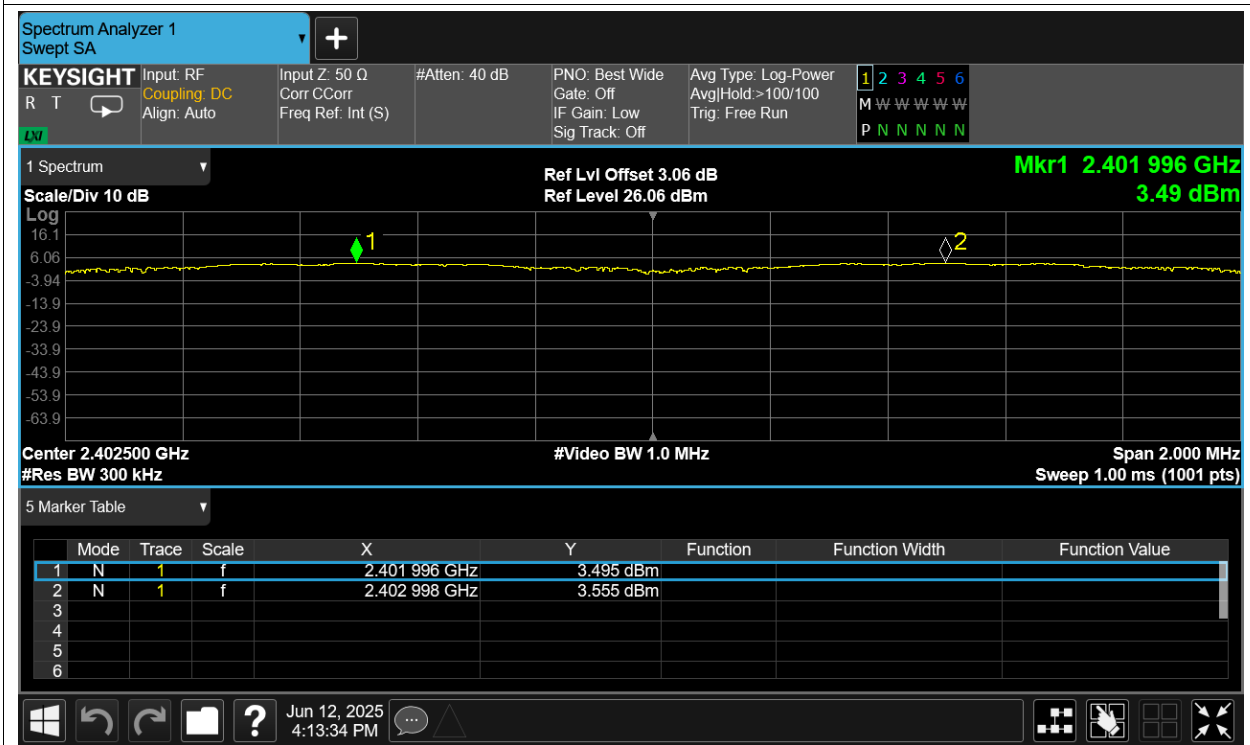 Spectrum Analyzer 1
Swept SA
KEYSIGHT Input: RF Input Z: 50 Ω #Atten: 40 dB PNO: Best Wide Avg Type: Log-Power 1 2 3 4 5 6
R T Coupling: DC Corr CCorr Gate: Off Avg|Hold:>100/100 M W W W W W
Align: Auto Freq Ref: Int (S) IF Gain: Low Trig: Free Run
LXI Sig Track: Off P N N N N N
1 Spectrum Ref Lvl Offset 3.06 dB Mkr1 2.401 996 GHz
Scale/Div 10 dB Ref Level 26.06 dBm 3.49 dBm
Log
16.1
1 2
6.06
-3.94
-13.9
-23.9
-33.9
-43.9
-53.9
-63.9
Center 2.402500 GHz #Video BW 1.0 MHz Span 2.000 MHz
#Res BW 300 kHz Sweep 1.00 ms (1001 pts)
5 Marker Table
Mode Trace Scale X Y Function Function Width Function Value
1 N 1 f 2.401 996 GHz 3.495 dBm
2 N 1 f 2.402 998 GHz 3.555 dBm
3
4
5
6
? Jun 12, 2025
4:13:34 PM